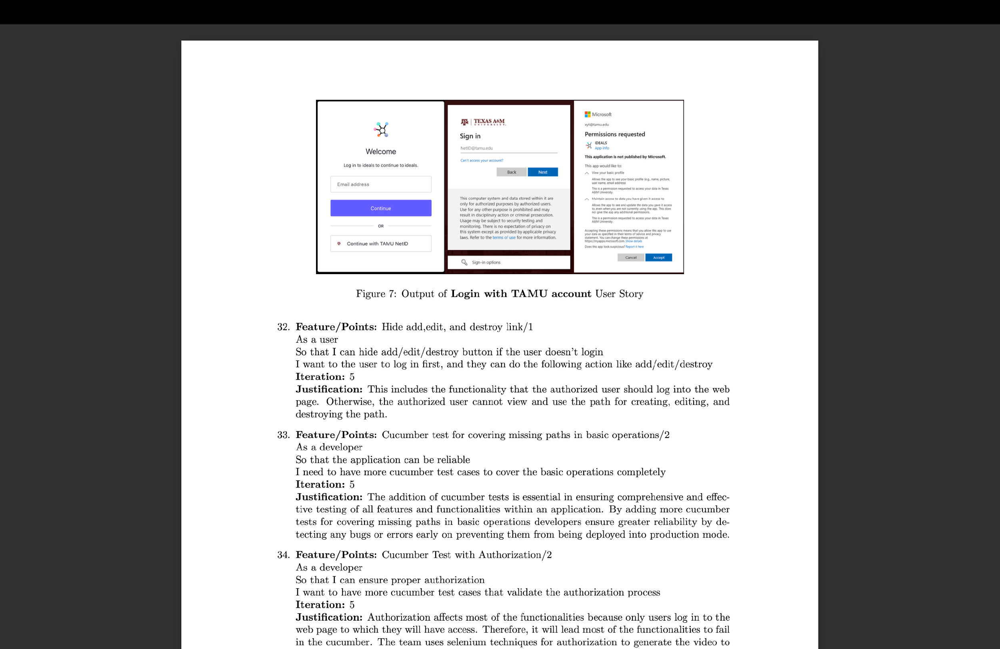 Welcome
Log in to ideals to continue to ideals.
Email address
Continue
OR
Continue with TAMU NetID
TEXAS A&M
UNIVERSITY.
Sign in
NetID@tamu.edu
Can't access your account?
Back
Next
This computer system and data stored within it are
only for authorized purposes by authorized users.
Use for any other purpose is prohibited and may
result in disciplinary action or criminal prosecution.
Usage may be subject to security testing and
monitoring. There is no expectation of privacy on
this system except as provided by applicable privacy
laws. Refer to the terms of use for more information.
Sign-in options
Microsoft
xyt@tamu.edu
Permissions requested
IDEALS
App info
This application is not published by Microsoft.
This app would like to:
View your basic profile
Allows the app to see your basic profile (e.g., name, picture,
user name, email address)
This is a permission requested to access your data in Texas
A&M University.
Maintain access to data you have given it access to
Allows the app to see and update the data you gave it access
to, even when you are not currently using the app. This does
not give the app any additional permissions.
This is a permission requested to access your data in Texas
A&M University.
Accepting these permissions means that you allow this app to use
your data as specified in their terms of service and privacy
statement. You can change these permissions at
https://myapps.microsoft.com. Show details
Does this app look suspicious? Report it here
Cancel
Accept
Figure 7: Output of Login with TAMU account User Story
32. Feature/Points: Hide add,edit, and destroy link/1
As a user
So that I can hide add/edit/destroy button if the user doesn't login
I want to the user to log in first, and they can do the following action like add/edit/destroy
Iteration: 5
Justification: This includes the functionality that the authorized user should log into the web
page. Otherwise, the authorized user cannot view and use the path for creating, editing, and
destroying the path.
33. Feature/Points: Cucumber test for covering missing paths in basic operations/2
As a developer
So that the application can be reliable
I need to have more cucumber test cases to cover the basic operations completely
Iteration: 5
Justification: The addition of cucumber tests is essential in ensuring comprehensive and effec-
tive testing of all features and functionalities within an application. By adding more cucumber
tests for covering missing paths in basic operations developers ensure greater reliability by de-
tecting any bugs or errors early on preventing them from being deployed into production mode.
34. Feature/Points: Cucumber Test with Authorization/2
As a developer
So that I can ensure proper authorization
I want to have more cucumber test cases that validate the authorization process
Iteration: 5
Justification: Authorization affects most of the functionalities because only users log in to the
web page to which they will have access. Therefore, it will lead most of the functionalities to fail
in the cucumber. The team uses selenium techniques for authorization to generate the video to